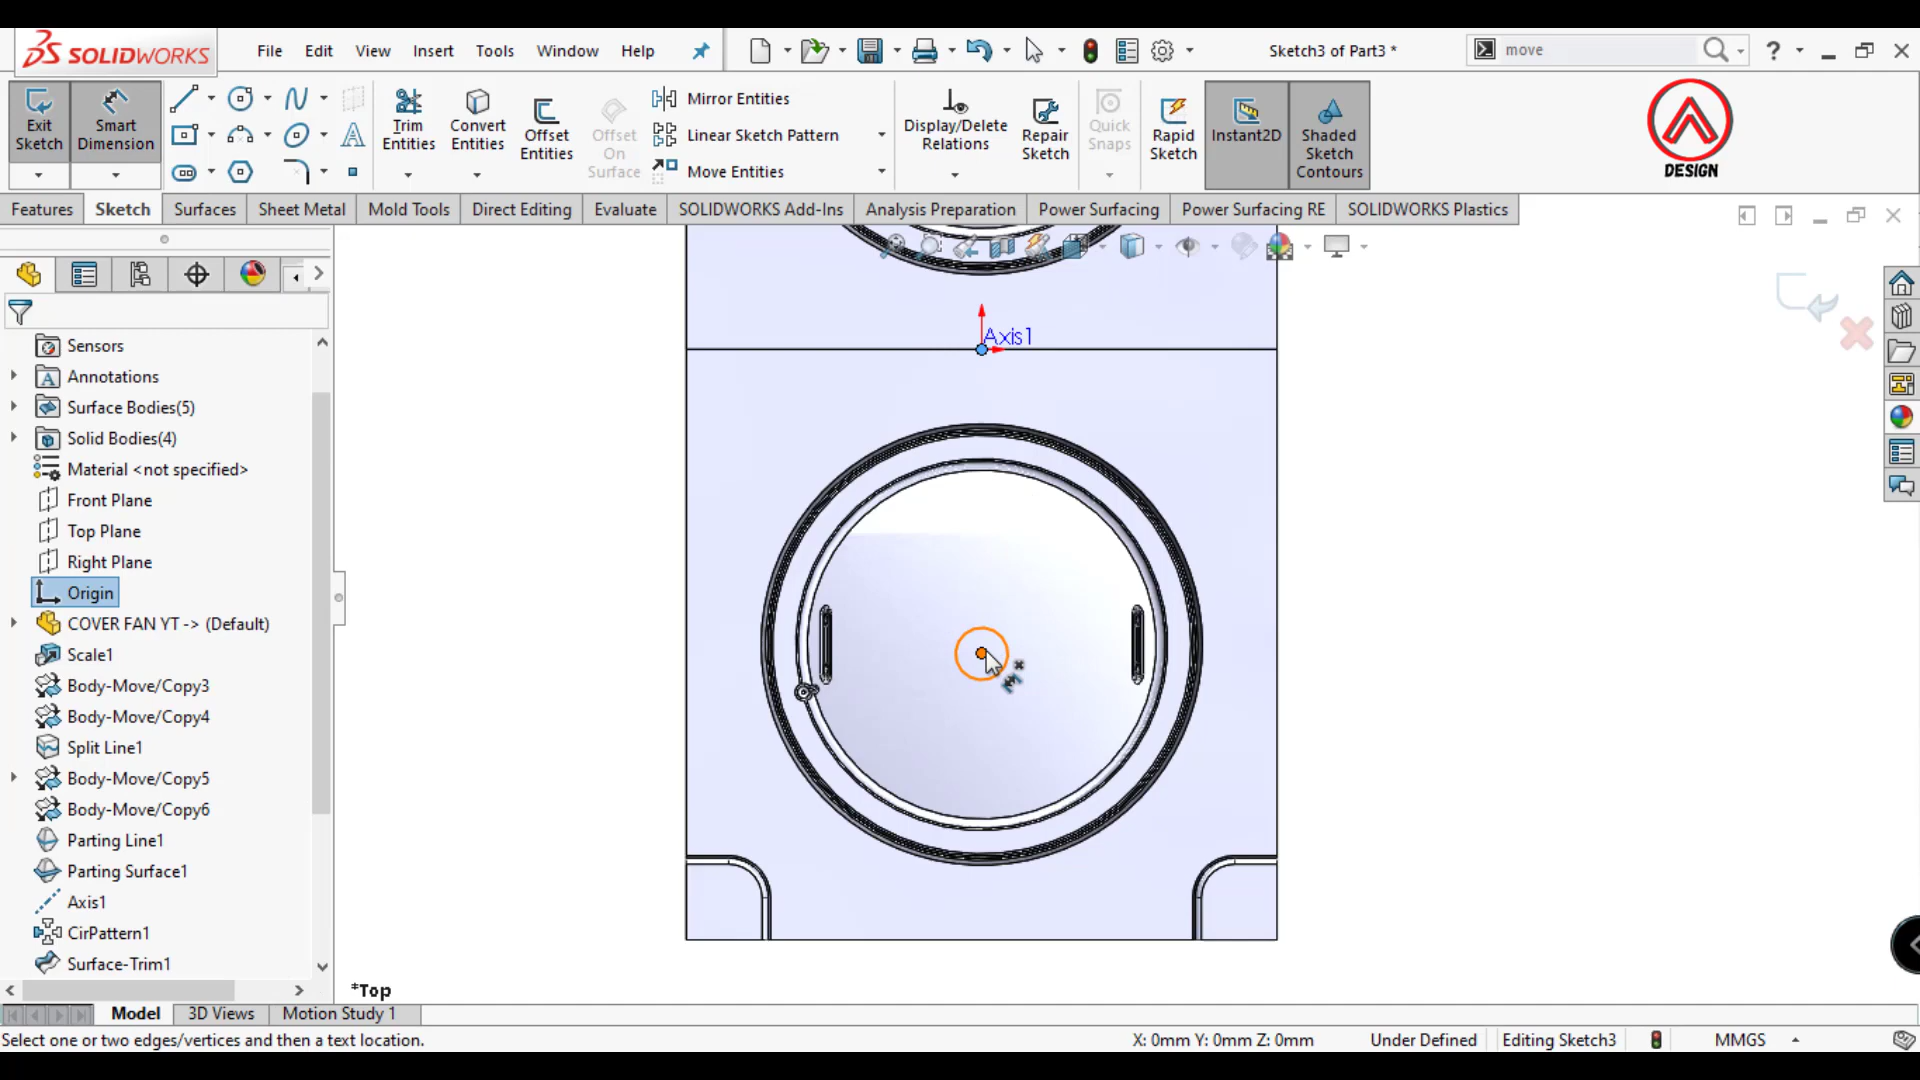 SOLIDWORKS
File Edit View Insert Tools Window Help
Sketch3 of Part3 *
move
?
Exit Sketch
Smart Dimension
Trim Entities
Convert Entities
Offset Entities
Offset On Surface
Mirror Entities
Linear Sketch Pattern
Move Entities
Display/Delete Relations
Repair Sketch
Quick Snaps
Rapid Sketch
Instant2D
Shaded Sketch Contours
DESIGN
Features Sketch Surfaces Sheet Metal Mold Tools Direct Editing Evaluate SOLIDWORKS Add-Ins Analysis Preparation Power Surfacing Power Surfacing RE SOLIDWORKS Plastics
Axis1
Sensors
Annotations
Surface Bodies(5)
Solid Bodies(4)
Material <not specified>
Front Plane
Top Plane
Right Plane
Origin
COVER FAN YT -> (Default)
Scale1
Body-Move/Copy3
Body-Move/Copy4
Split Line1
Body-Move/Copy5
Body-Move/Copy6
Parting Line1
Parting Surface1
Axis1
CirPattern1
Surface-Trim1
*Top
Model 3D Views Motion Study 1
Select one or two edges/vertices and then a text location.
X: 0mm Y: 0mm Z: 0mm Under Defined Editing Sketch3 MMGS